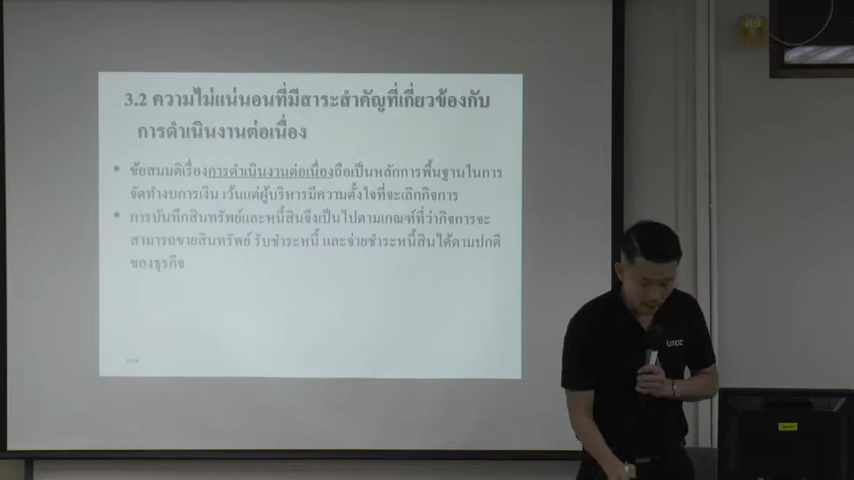 3.2 ความไม่แน่นอนที่มีสาระสำคัญที่เกี่ยวข้องกับ
การดำเนินงานต่อเนื่อง
• ข้อสมมติเรื่องการดำเนินงานต่อเนื่องถือเป็นหลักการพื้นฐานในการ
จัดทำงบการเงิน เว้นแต่ผู้บริหารมีความตั้งใจที่จะเลิกกิจการ
• การบันทึกสินทรัพย์และหนี้สินจึงเป็นไปตามเกณฑ์ที่ว่ากิจการจะ
สามารถขายสินทรัพย์ รับชำระหนี้ และจ่ายชำระหนี้สินได้ตามปกติ
ของธุรกิจ
UTCC